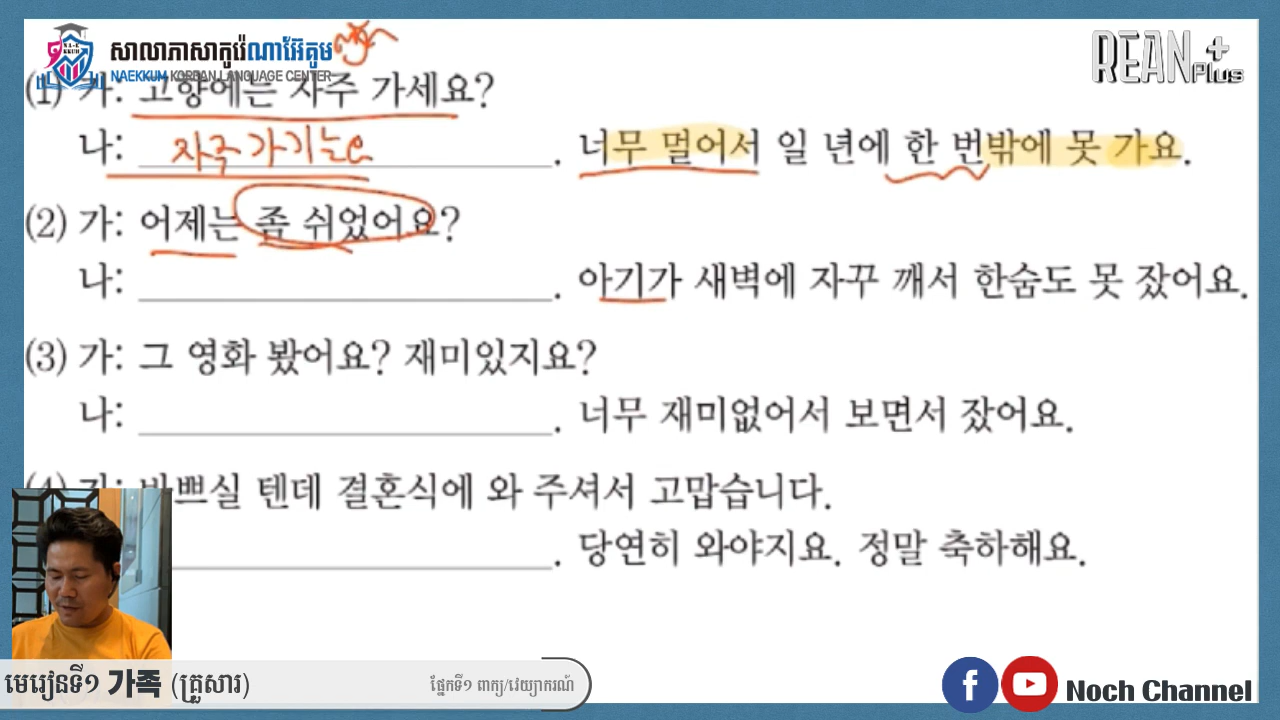 សាលាភាសាកូរ៉េណាអ៊ែគូម
NAEKKUM KOREAN LANGUAGE CENTER
REAN + Plus
(1) 가: 고향에는 자주 가세요?
나: 자주 가기는요. 너무 멀어서 일 년에 한 번밖에 못 가요.
(2) 가: 어제는 좀 쉬었어요?
나: . 아기가 새벽에 자꾸 깨서 한숨도 못 잤어요.
(3) 가: 그 영화 봤어요? 재미있지요?
나: . 너무 재미없어서 보면서 잤어요.
(4) 가: 바쁘실 텐데 결혼식에 와 주셔서 고맙습니다.
. 당연히 와야지요. 정말 축하해요.
មេរៀនទី១ 가족 (គ្រួសារ)
ផ្នែកទី១ ពាក្យ/វេយ្យាករណ៍
Noch Channel